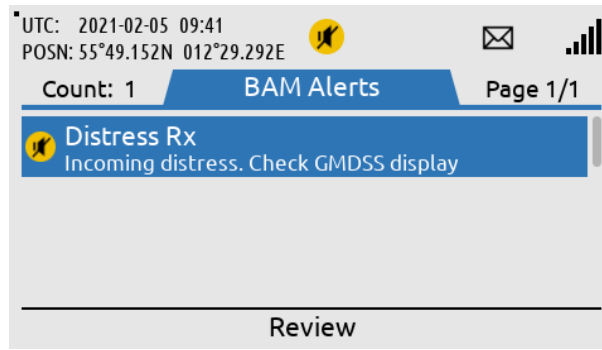 UTC: 2021-02-05 09:41
POSN: 55°49.152N 012°29.292E
Count: 1 BAM Alerts Page 1/1
Distress Rx
Incoming distress. Check GMDSS display
Review